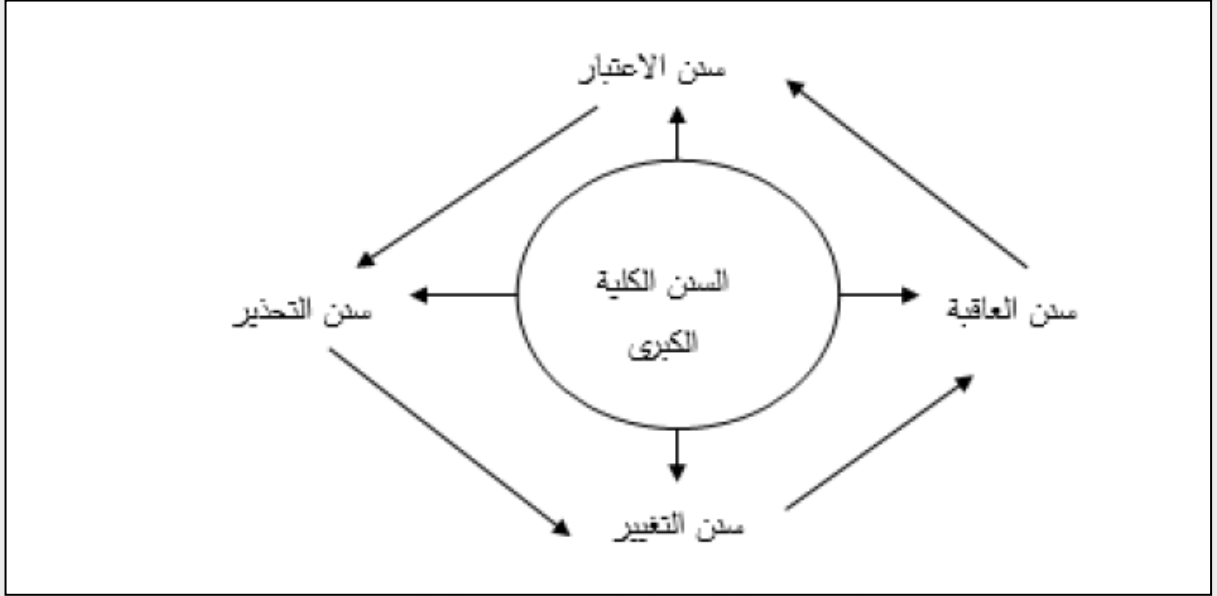 سنن الاعتبار
السنن الكلية
الكبرى
سنن العاقبة
سنن التحذير
سنن التغيير